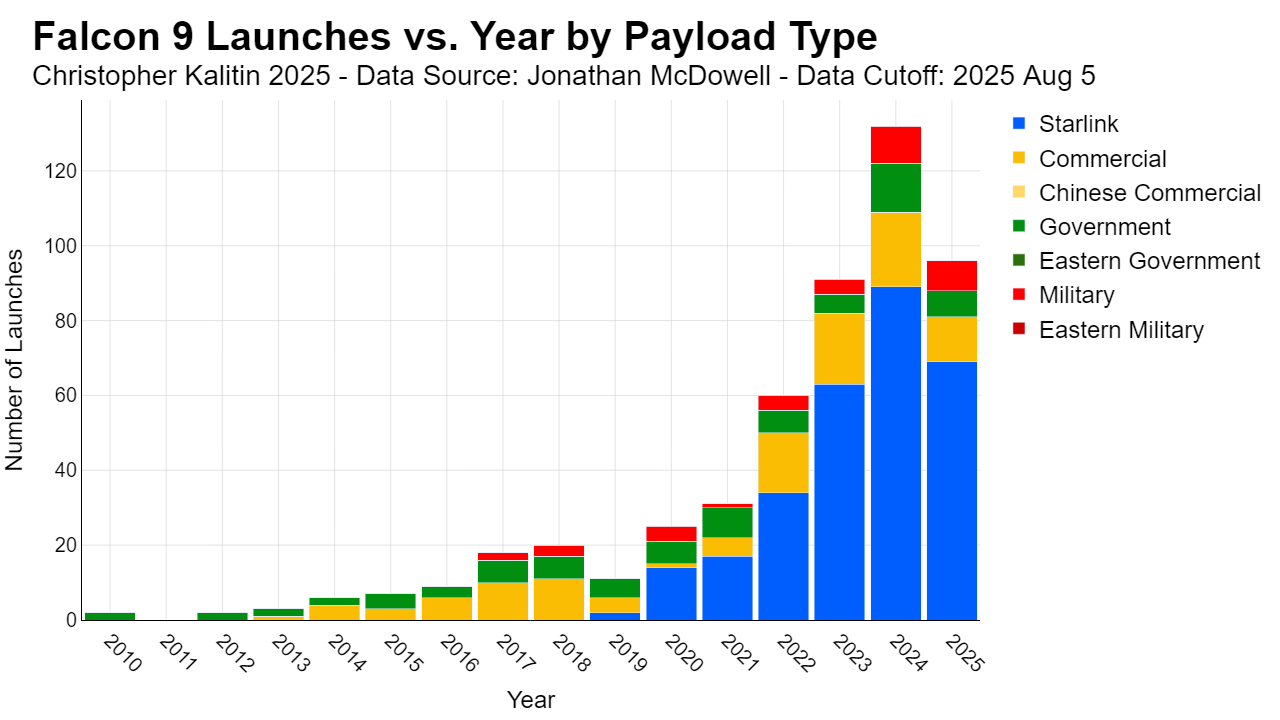 Falcon 9 Launches vs. Year by Payload Type
Christopher Kalitin 2025 - Data Source: Jonathan McDowell - Data Cutoff: 2025 Aug 5
Number of Launches
120
100
80
60
40
20
0
2010
2011
2012
2013
2014
2015
2016
2017
2018
2019
2020
2021
2022
2023
2024
2025
Year
Starlink
Commercial
Chinese Commercial
Government
Eastern Government
Military
Eastern Military